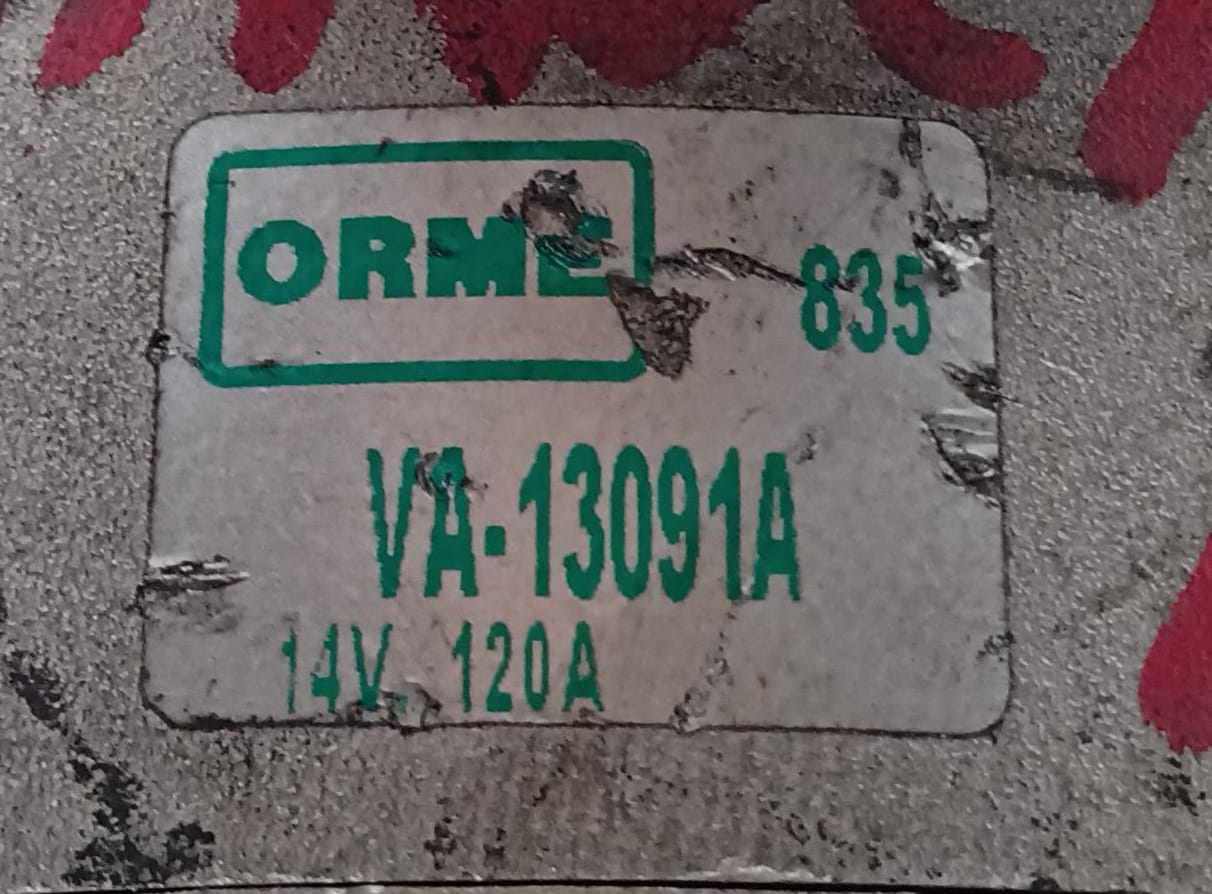 ORME
835
VA-13091A
14V. 120A